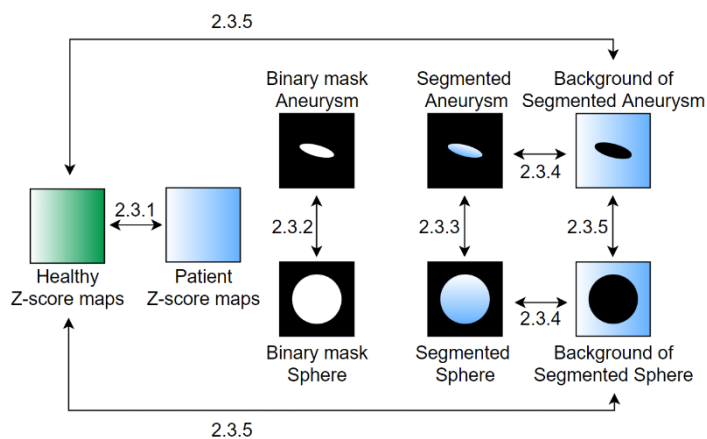 2.3.5
Binary mask
Aneurysm
Segmented
Aneurysm
Background of
Segmented Aneurysm
2.3.4
2.3.1
2.3.2
2.3.3
2.3.5
Healthy
Z-score maps
Patient
Z-score maps
2.3.4
Binary mask
Sphere
Segmented
Sphere
Background of
Segmented Sphere
2.3.5